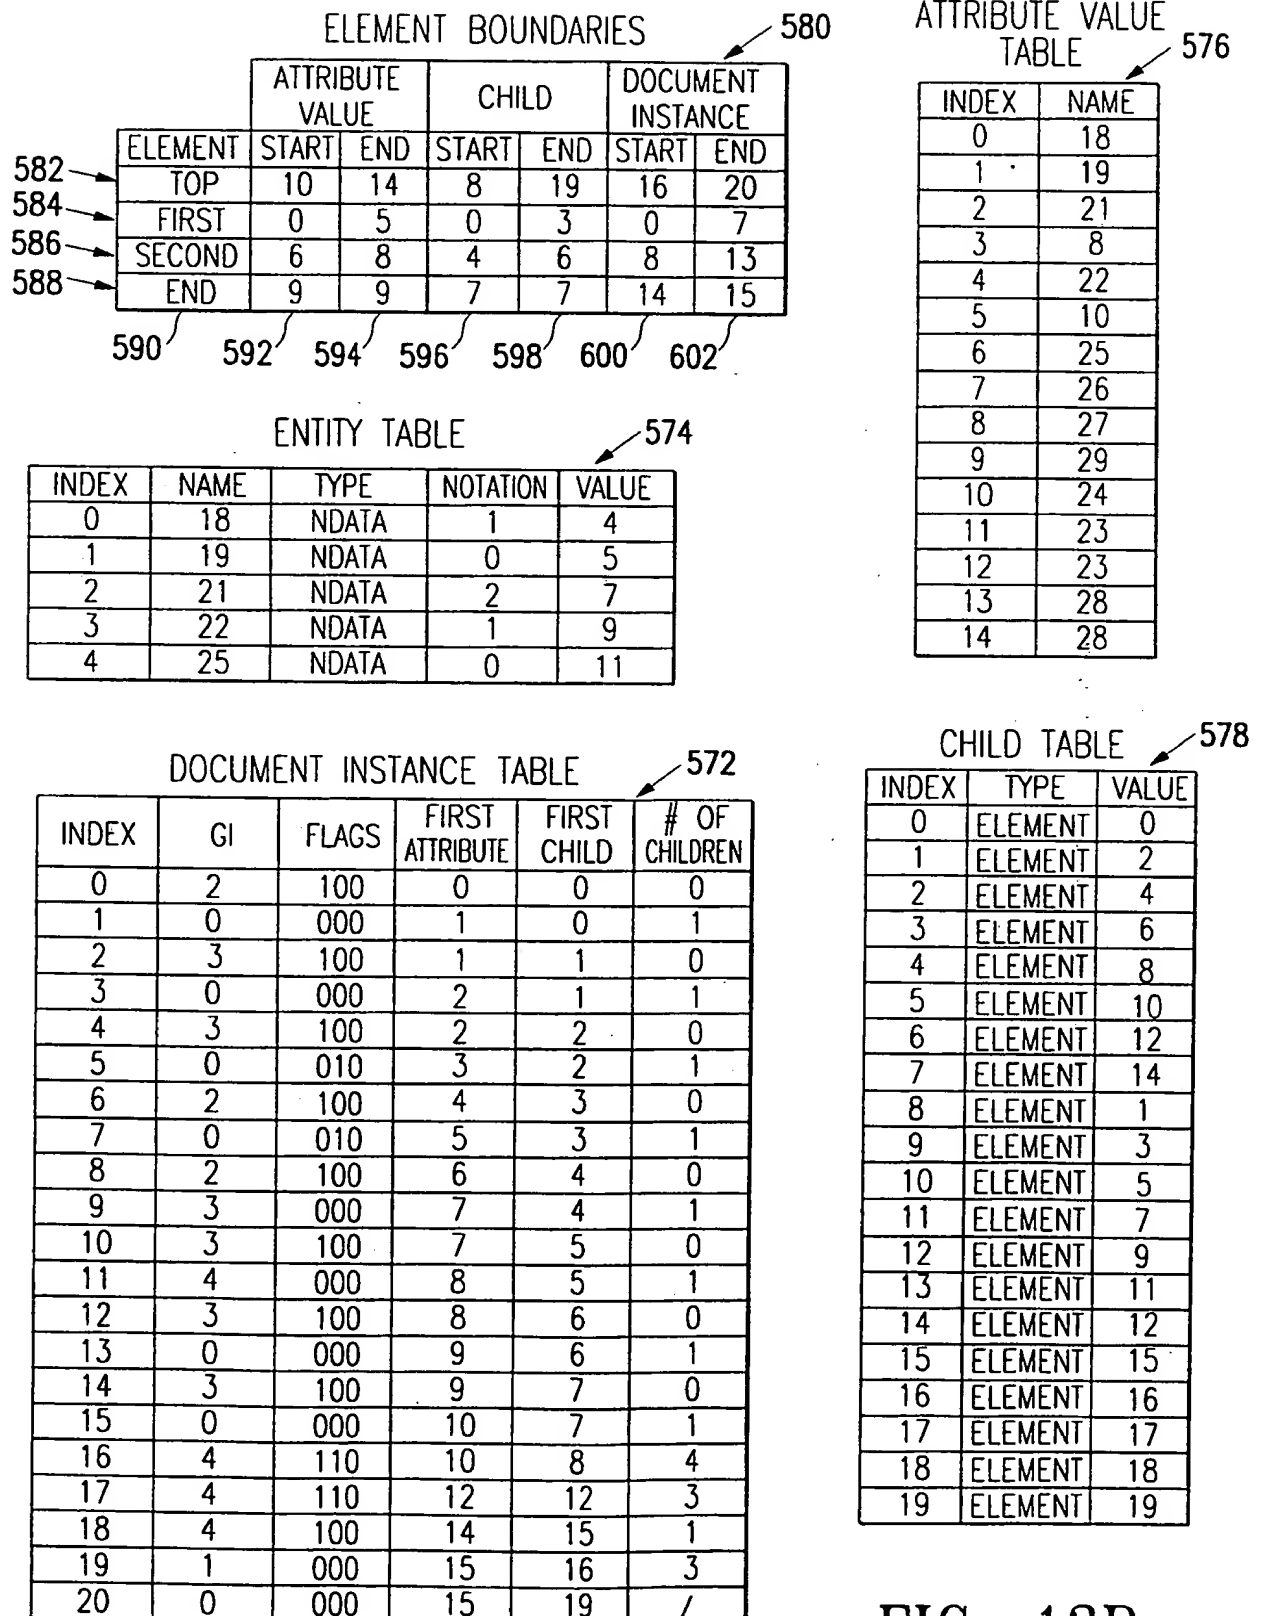 ELEMENT BOUNDARIES
580
ATTRIBUTE VALUE CHILD DOCUMENT INSTANCE
ELEMENT START END START END START END
582 TOP 10 14 8 19 16 20
584 FIRST 0 5 0 3 0 7
586 SECOND 6 8 4 6 8 13
588 END 9 9 7 7 14 15
590 592 594 596 598 600 602
ATTRIBUTE VALUE
TABLE
576
INDEX NAME
0 18
1 19
2 21
3 8
4 22
5 10
6 25
7 26
8 27
9 29
10 24
11 23
12 23
13 28
14 28
ENTITY TABLE
574
INDEX NAME TYPE NOTATION VALUE
0 18 NDATA 1 4
1 19 NDATA 0 5
2 21 NDATA 2 7
3 22 NDATA 1 9
4 25 NDATA 0 11
DOCUMENT INSTANCE TABLE
572
INDEX GI FLAGS FIRST ATTRIBUTE FIRST CHILD # OF CHILDREN
0 2 100 0 0 0
1 0 000 1 0 1
2 3 100 1 1 0
3 0 000 2 1 1
4 3 100 2 2 0
5 0 010 3 2 1
6 2 100 4 3 0
7 0 010 5 3 1
8 2 100 6 4 0
9 3 000 7 4 1
10 3 100 7 5 0
11 4 000 8 5 1
12 3 100 8 6 0
13 0 000 9 6 1
14 3 100 9 7 0
15 0 000 10 7 1
16 4 110 10 8 4
17 4 110 12 12 3
18 4 100 14 15 1
19 1 000 15 16 3
20 0 000 15 19 /
CHILD TABLE
578
INDEX TYPE VALUE
0 ELEMENT 0
1 ELEMENT 2
2 ELEMENT 4
3 ELEMENT 6
4 ELEMENT 8
5 ELEMENT 10
6 ELEMENT 12
7 ELEMENT 14
8 ELEMENT 1
9 ELEMENT 3
10 ELEMENT 5
11 ELEMENT 7
12 ELEMENT 9
13 ELEMENT 11
14 ELEMENT 12
15 ELEMENT 15
16 ELEMENT 16
17 ELEMENT 17
18 ELEMENT 18
19 ELEMENT 19